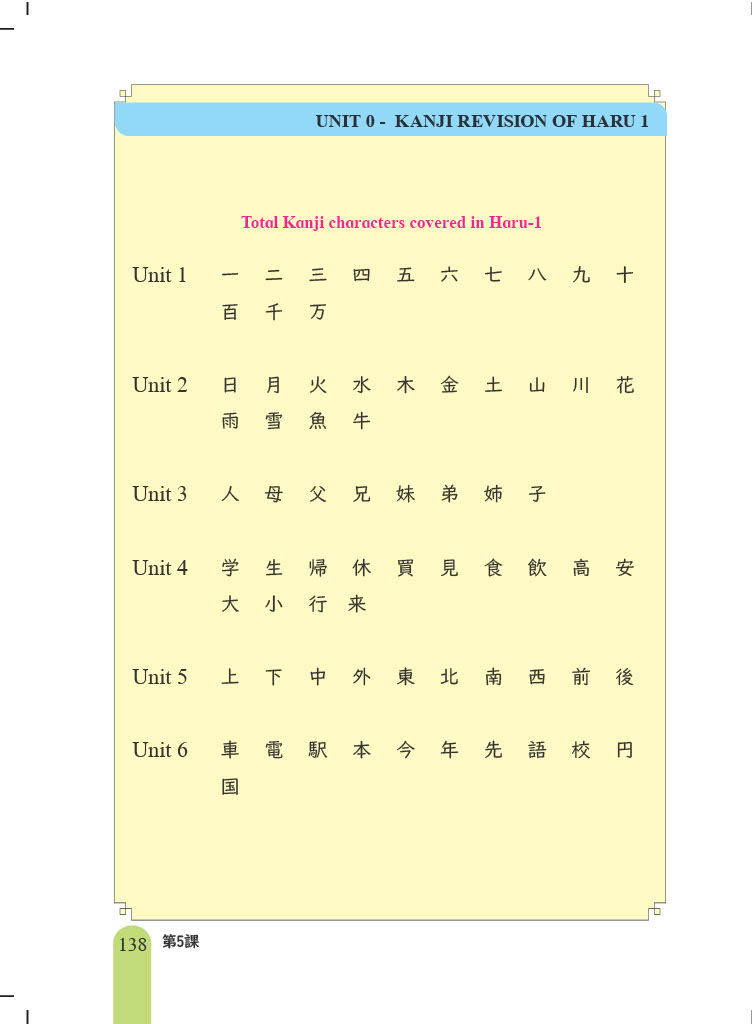 UNIT 0 - KANJI REVISION OF HARU 1
Total Kanji characters covered in Haru-1
Unit 1 一 二 三 四 五 六 七 八 九 十
百 千 万
Unit 2 日 月 火 水 木 金 土 山 川 花
雨 雪 魚 牛
Unit 3 人 母 父 兄 妹 弟 姉 子
Unit 4 学 生 帰 休 買 見 食 飲 高 安
大 小 行 来
Unit 5 上 下 中 外 東 北 南 西 前 後
Unit 6 車 電 駅 本 今 年 先 語 校 円
国
138 第5課